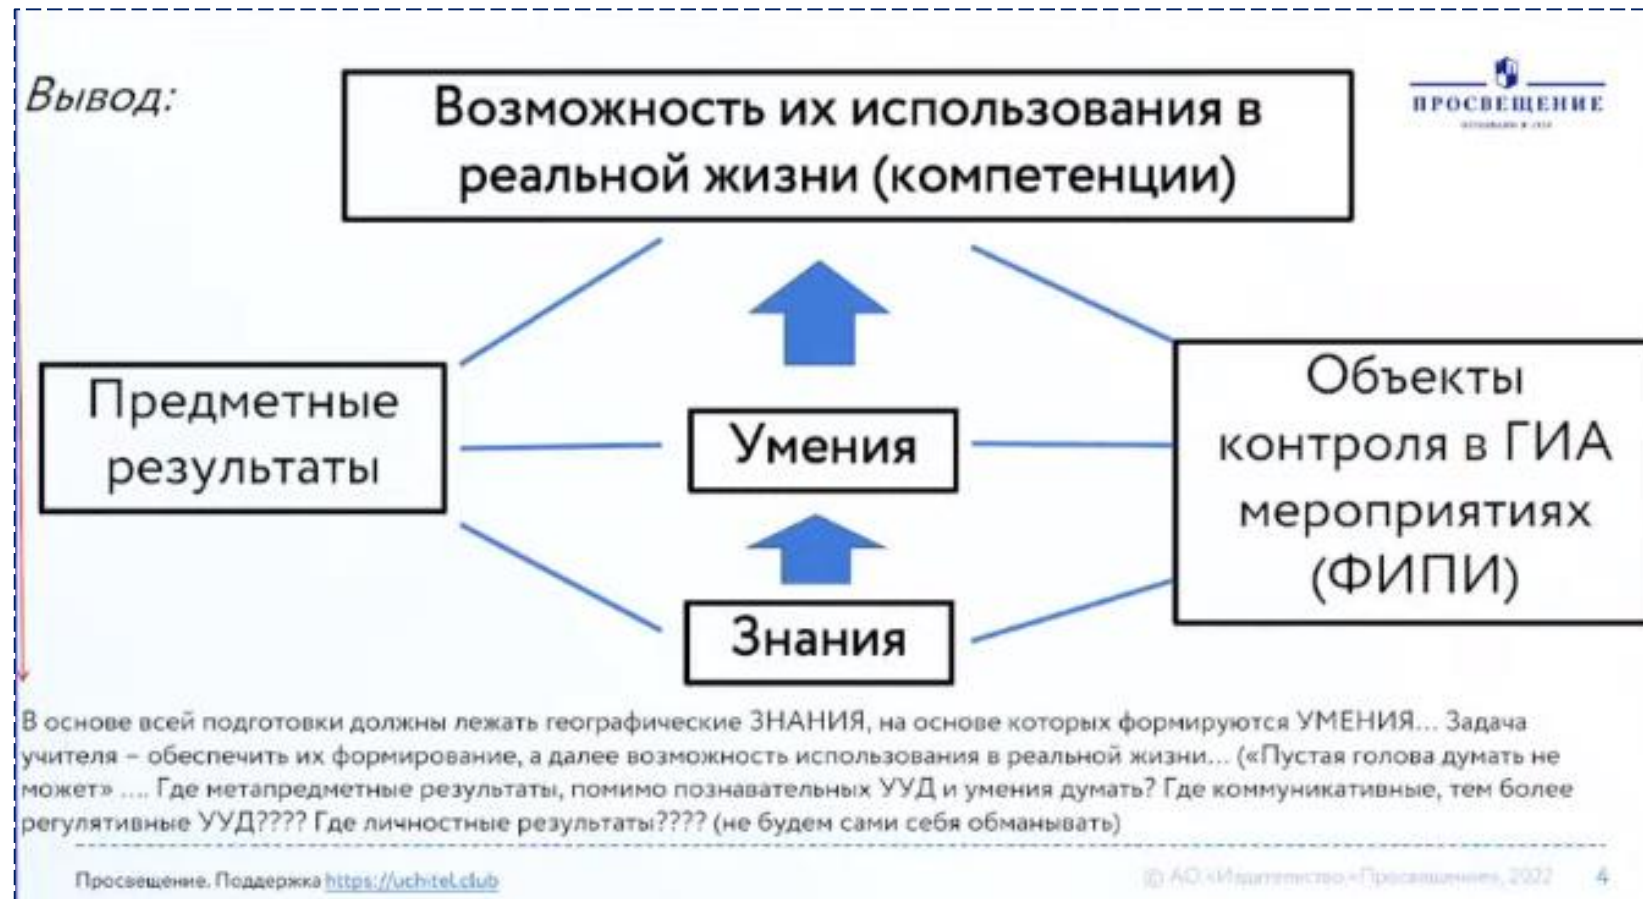 Вывод:
Возможность их использования в
реальной жизни (компетенции)
ПРОСВЕЩЕНИЕ
Предметные
результаты
Умения
Знания
Объекты
контроля в ГИА
мероприятиях
(ФИПИ)
В основе всей подготовки должны лежать географические ЗНАНИЯ, на основе которых формируются УМЕНИЯ... Задача
учителя – обеспечить их формирование, а далее возможность использования в реальной жизни... («Пустая голова думать не
может» .... Где метапредметные результаты, помимо познавательных УУД и умения думать? Где коммуникативные, тем более
регулятивные УУД???? Где личностные результаты???? (не будем сами себя обманывать)
Просвещение. Поддержка https://uchitel.club
© АО «Издательство «Просвещение», 2022
4